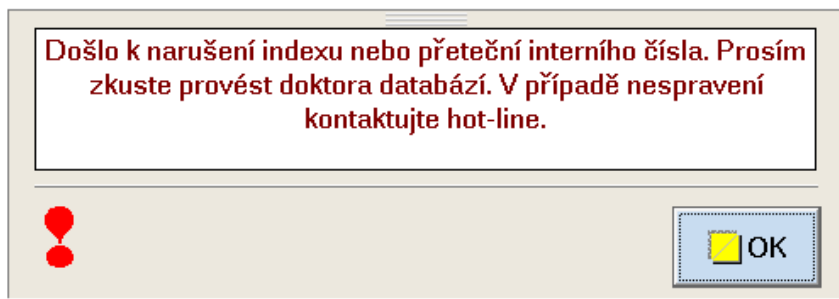 Došlo k narušení indexu nebo přeteční interního čísla. Prosím
zkuste provést doktora databází. V případě nespravení
kontaktujte hot-line.
OK